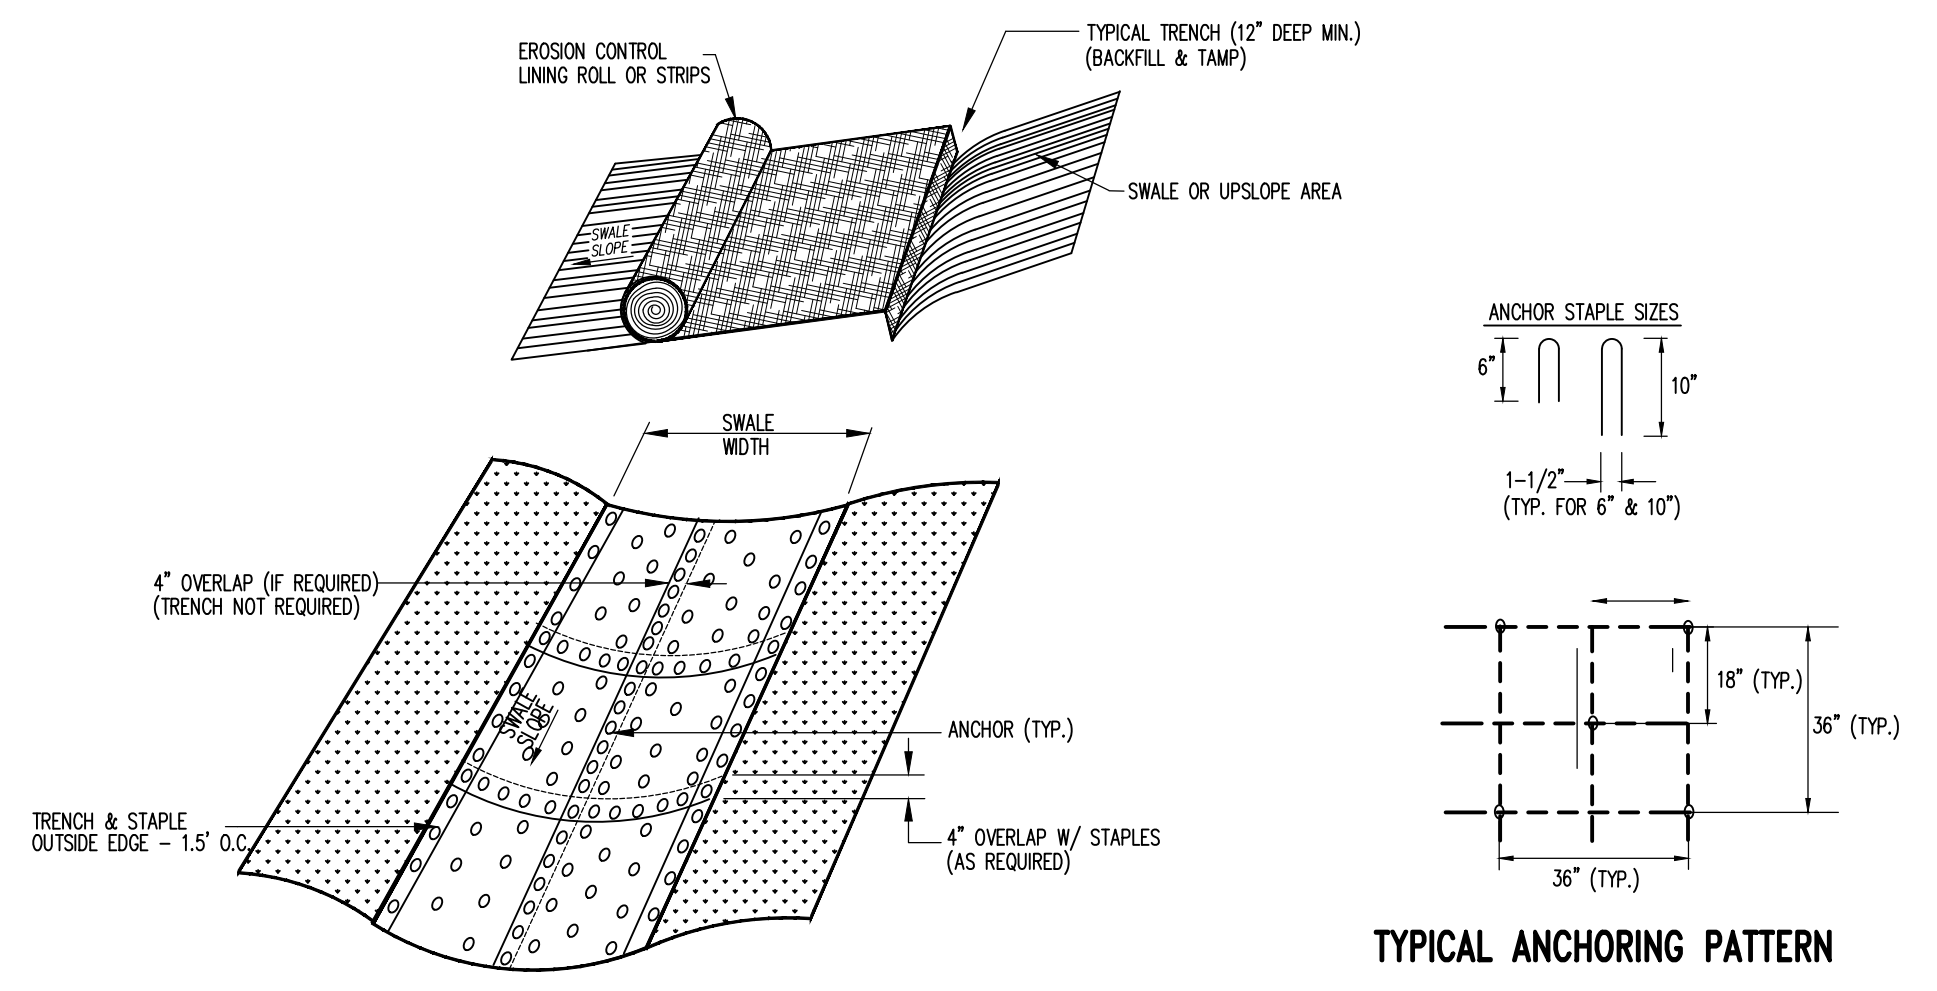 EROSION CONTROL
LINING ROLL OR STRIPS
TYPICAL TRENCH (12" DEEP MIN.)
(BACKFILL & TAMP)
SWALE OR UPSLOPE AREA
SWALE
SLOPE
ANCHOR STAPLE SIZES
6"
10"
1-1/2"
(TYP. FOR 6" & 10")
SWALE
WIDTH
4" OVERLAP (IF REQUIRED)
(TRENCH NOT REQUIRED)
SWALE
SLOPE
ANCHOR (TYP.)
TRENCH & STAPLE
OUTSIDE EDGE - 1.5' O.C.
4" OVERLAP W/ STAPLES
(AS REQUIRED)
18" (TYP.)
36" (TYP.)
36" (TYP.)
TYPICAL ANCHORING PATTERN